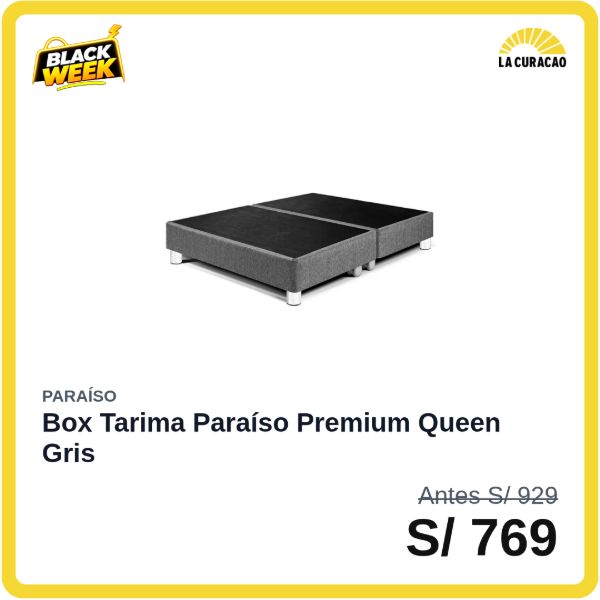 BLACK
WEEK
LA CURACAO
PARAÍSO
Box Tarima Paraíso Premium Queen
Gris
Antes S/ 929
S/ 769